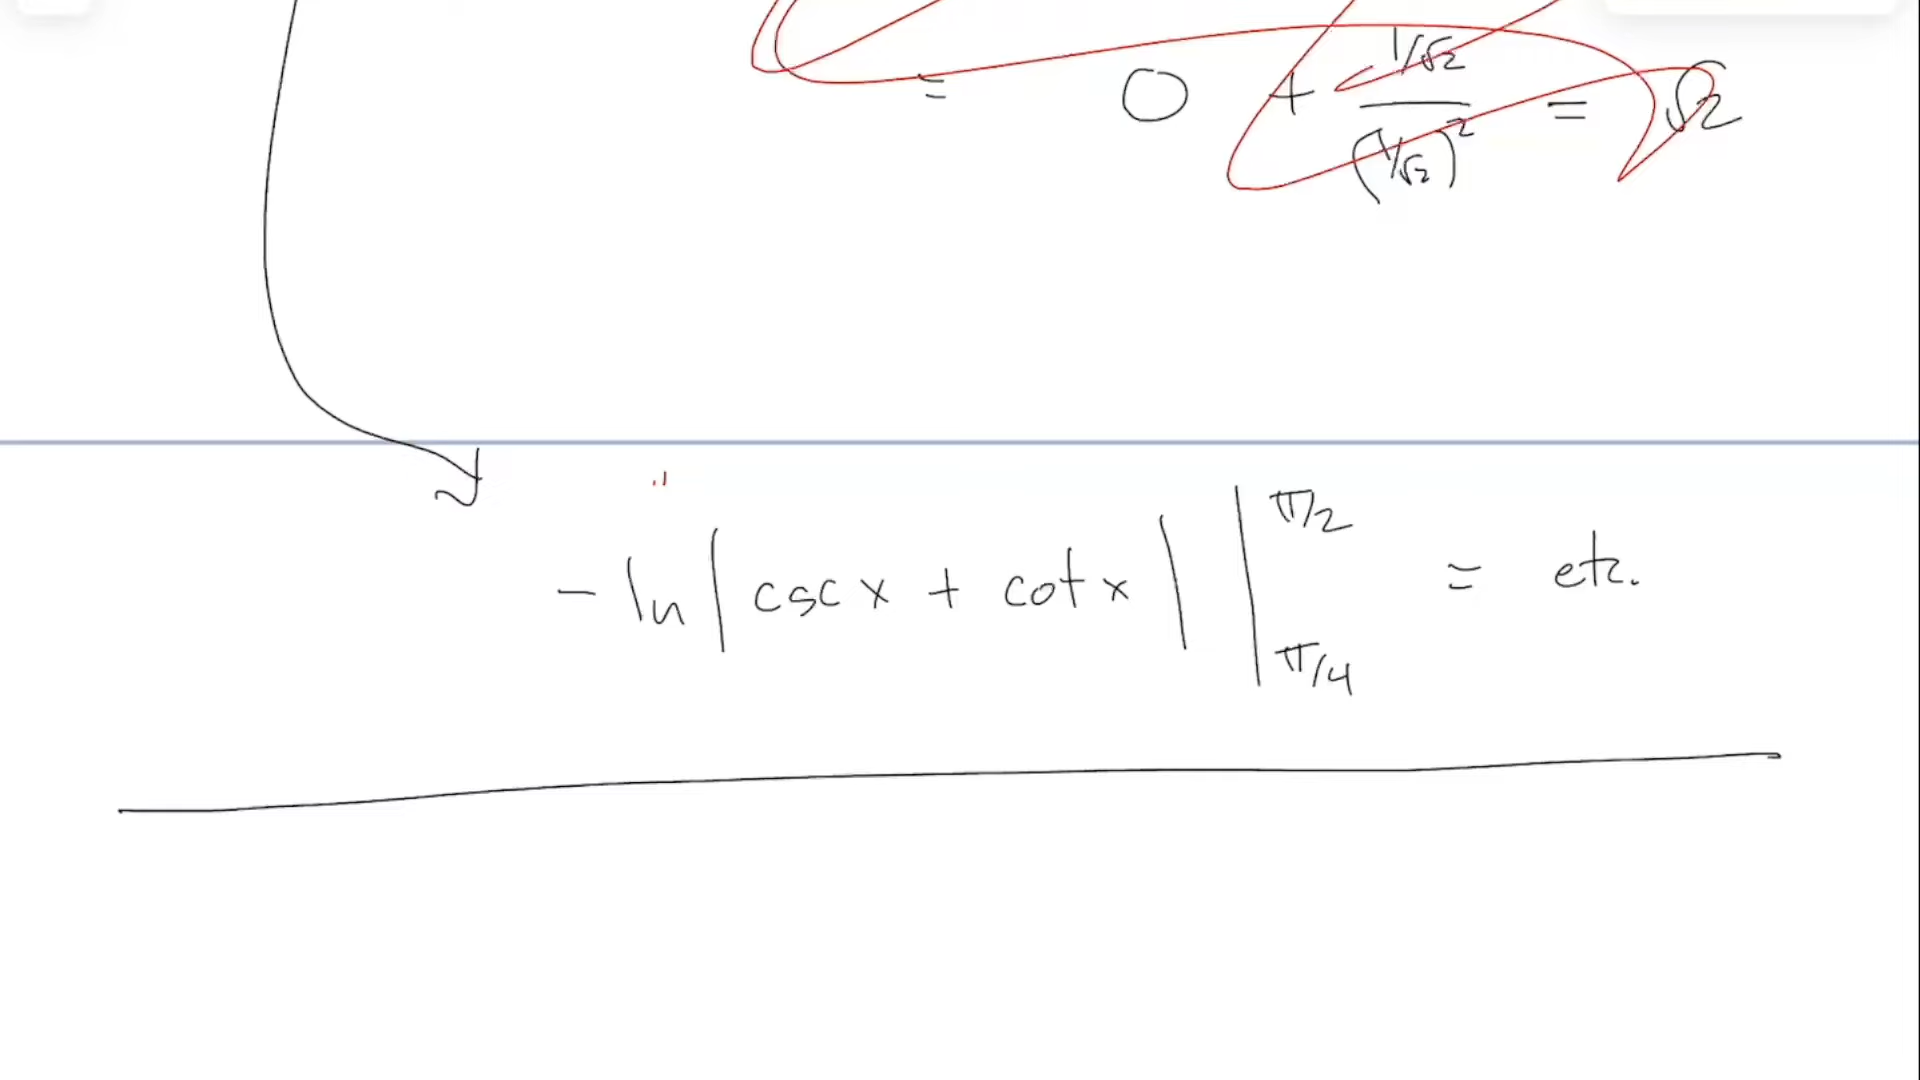 = 0 + 1/√2 / (1/√2)^2 = √2
- ln | csc x + cot x | |_{π/4}^{π/2} = etc.